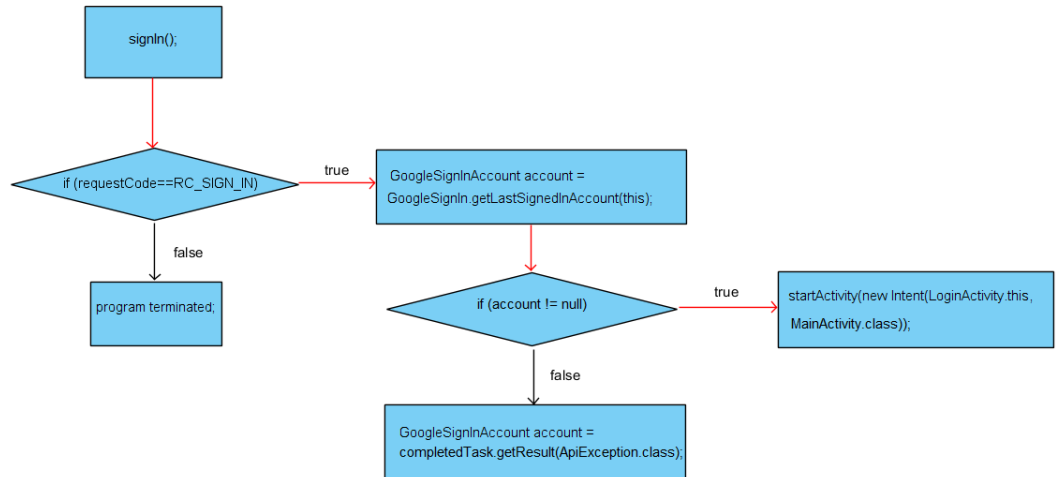 signIn();
if (requestCode==RC_SIGN_IN)
true
GoogleSignInAccount account =
GoogleSignIn.getLastSignedInAccount(this);
false
program terminated;
if (account != null)
true
startActivity(new Intent(LoginActivity.this,
MainActivity.class));
false
GoogleSignInAccount account =
completedTask.getResult(ApiException.class);